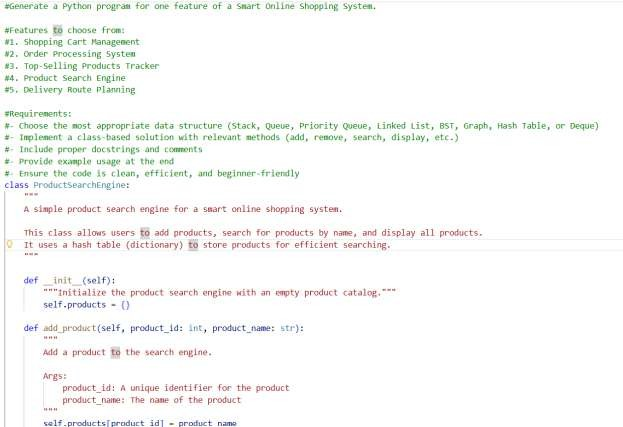 #Generate a Python program for one feature of a Smart Online Shopping System.
#Features to choose from:
#1. Shopping Cart Management
#2. Order Processing System
#3. Top-Selling Products Tracker
#4. Product Search Engine
#5. Delivery Route Planning
#Requirements:
#- Choose the most appropriate data structure (Stack, Queue, Priority Queue, Linked List, BST, Graph, Hash Table, or Deque)
#- Implement a class-based solution with relevant methods (add, remove, search, display, etc.)
#- Include proper docstrings and comments
#- Provide example usage at the end
#- Ensure the code is clean, efficient, and beginner-friendly
class ProductSearchEngine:
    """
    A simple product search engine for a smart online shopping system.
    This class allows users to add products, search for products by name, and display all products.
    It uses a hash table (dictionary) to store products for efficient searching.
    """
    def __init__(self):
        """Initialize the product search engine with an empty product catalog."""
        self.products = {}
    def add_product(self, product_id: int, product_name: str):
        """
        Add a product to the search engine.
        Args:
            product_id: A unique identifier for the product
            product_name: The name of the product
        """
        self.products[product_id] = product_name